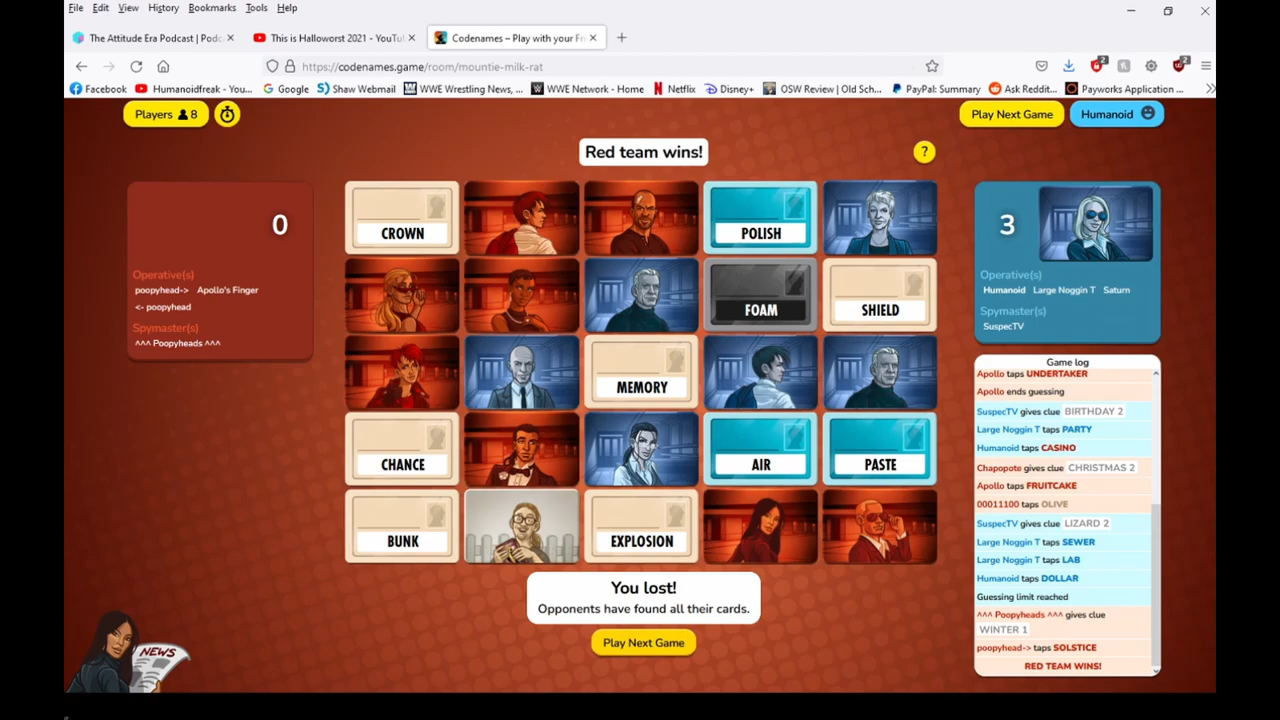 File Edit View History Bookmarks Tools Help
The Attitude Era Podcast | Podc
This is Halloworst 2021 - YouTu
Codenames – Play with your Fr
https://codenames.game/room/mountie-milk-rat
2
2
Facebook Humanoidfreak - You... Google Shaw Webmail WWE Wrestling News, ... WWE Network - Home Netflix Disney+ OSW Review | Old Sch... PayPal: Summary Ask Reddit... Payworks Application ...
Players 8
Play Next Game
Humanoid
Red team wins!
?
0
Operative(s)
poopyhead-> Apollo's Finger
<- poopyhead
Spymaster(s)
^^^ Poopyheads ^^^
CROWN
POLISH
FOAM
SHIELD
MEMORY
CHANCE
AIR
PASTE
BUNK
EXPLOSION
You lost!
Opponents have found all their cards.
Play Next Game
NEWS
3
Operative(s)
Humanoid Large Noggin T Saturn
Spymaster(s)
SuspecTV
Game log
Apollo taps UNDERTAKER
Apollo ends guessing
SuspecTV gives clue BIRTHDAY 2
Large Noggin T taps PARTY
Humanoid taps CASINO
Chapopote gives clue CHRISTMAS 2
Apollo taps FRUITCAKE
00011100 taps OLIVE
SuspecTV gives clue LIZARD 2
Large Noggin T taps SEWER
Large Noggin T taps LAB
Humanoid taps DOLLAR
Guessing limit reached
^^^ Poopyheads ^^^ gives clue
WINTER 1
poopyhead-> taps SOLSTICE
RED TEAM WINS!